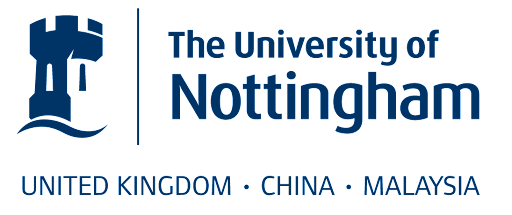 The University of
Nottingham
UNITED KINGDOM · CHINA · MALAYSIA